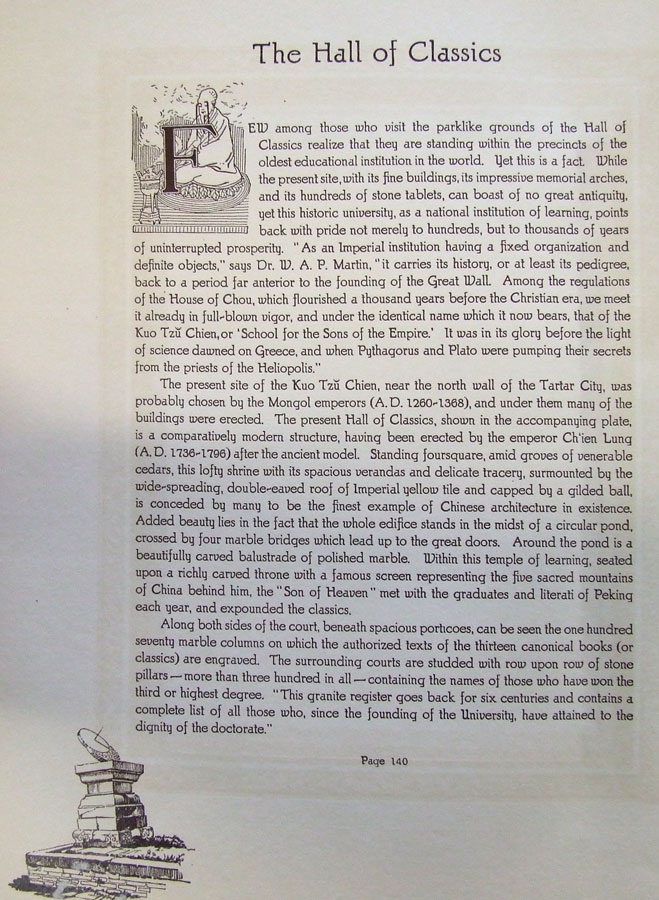 The Hall of Classics
FEW among those who visit the parklike grounds of the Hall of
Classics realize that they are standing within the precincts of the
oldest educational institution in the world. Yet this is a fact. While
the present site, with its fine buildings, its impressive memorial arches,
and its hundreds of stone tablets, can boast of no great antiquity,
yet this historic university, as a national institution of learning, points
back with pride not merely to hundreds, but to thousands of years
of uninterrupted prosperity. "As an Imperial institution having a fixed organization and
definite objects," says Dr. W. A. P. Martin, "it carries its history, or at least its pedigree,
back to a period far anterior to the founding of the Great Wall. Among the regulations
of the House of Chou, which flourished a thousand years before the Christian era, we meet
it already in full-blown vigor, and under the identical name which it now bears, that of the
Kuo Tzŭ Chien, or 'School for the Sons of the Empire.' It was in its glory before the light
of science dawned on Greece, and when Pythagorus and Plato were pumping their secrets
from the priests of the Heliopolis."
The present site of the Kuo Tzŭ Chien, near the north wall of the Tartar City, was
probably chosen by the Mongol emperors (A. D. 1260-1368), and under them many of the
buildings were erected. The present Hall of Classics, shown in the accompanying plate,
is a comparatively modern structure, having been erected by the emperor Ch'ien Lung
(A. D. 1736-1796) after the ancient model. Standing foursquare, amid groves of venerable
cedars, this lofty shrine with its spacious verandas and delicate tracery, surmounted by the
wide-spreading, double-eaved roof of Imperial yellow tile and capped by a gilded ball,
is conceded by many to be the finest example of Chinese architecture in existence.
Added beauty lies in the fact that the whole edifice stands in the midst of a circular pond,
crossed by four marble bridges which lead up to the great doors. Around the pond is a
beautifully carved balustrade of polished marble. Within this temple of learning, seated
upon a richly carved throne with a famous screen representing the five sacred mountains
of China behind him, the "Son of Heaven" met with the graduates and literati of Peking
each year, and expounded the classics.
Along both sides of the court, beneath spacious porticoes, can be seen the one hundred
seventy marble columns on which the authorized texts of the thirteen canonical books (or
classics) are engraved. The surrounding courts are studded with row upon row of stone
pillars—more than three hundred in all—containing the names of those who have won the
third or highest degree. "This granite register goes back for six centuries and contains a
complete list of all those who, since the founding of the University, have attained to the
dignity of the doctorate."
Page 140